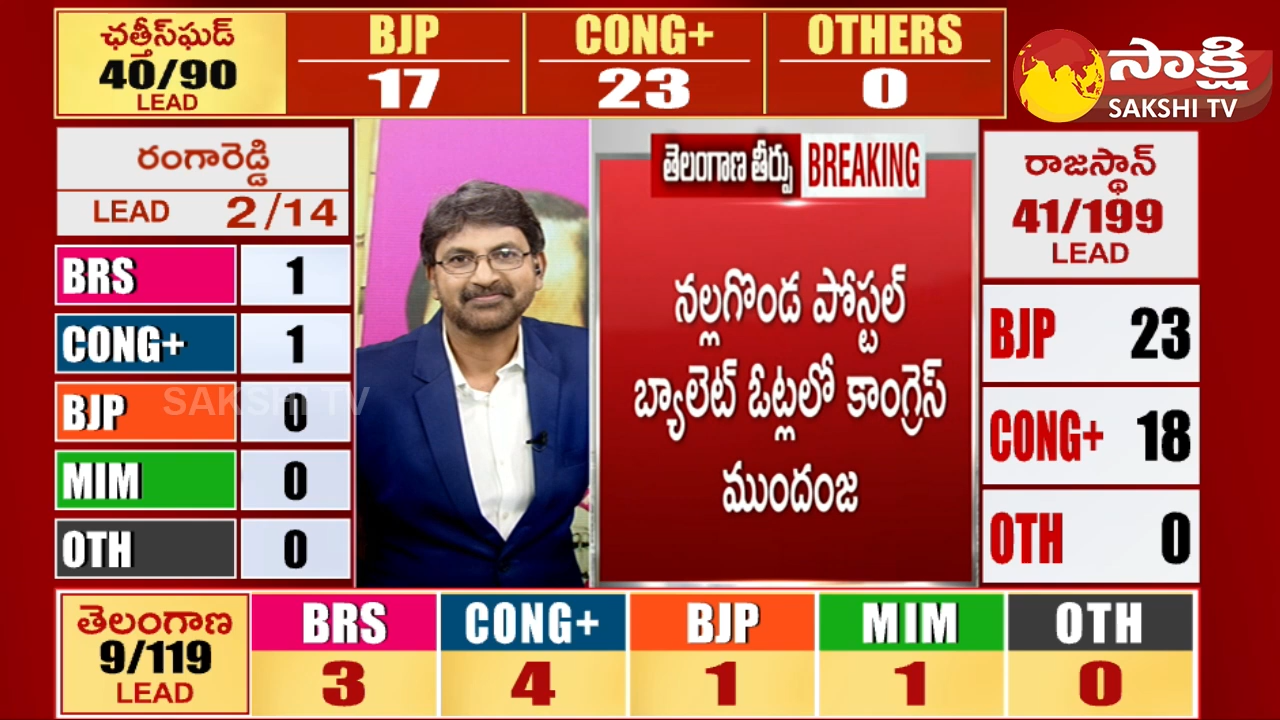 ఛత్తీస్‌ఘడ్
40/90
LEAD
BJP
17
CONG+
23
OTHERS
0
సాక్షి
SAKSHI TV
రంగారెడ్డి
LEAD 2/14
BRS 1
CONG+ 1
BJP 0
MIM 0
OTH 0
SAKSHI TV
తెలంగాణ తీర్పు BREAKING
నల్లగొండ పోస్టల్
బ్యాలెట్ ఓట్లలో కాంగ్రెస్
ముందంజ
రాజస్థాన్
41/199
LEAD
BJP 23
CONG+ 18
OTH 0
తెలంగాణ
9/119
LEAD
BRS
3
CONG+
4
BJP
1
MIM
1
OTH
0